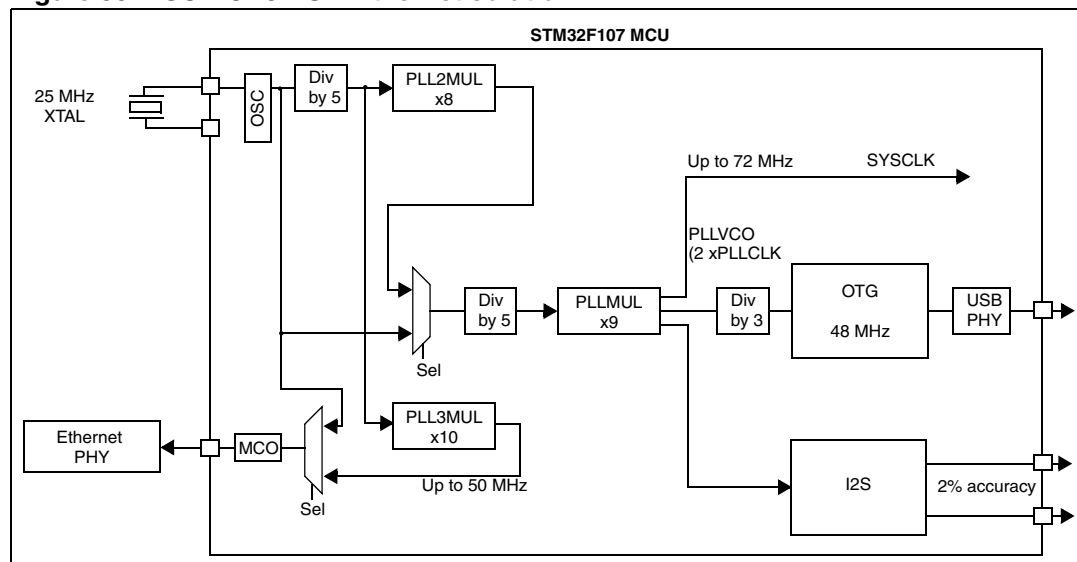 STM32F107 MCU
25 MHz
XTAL
OSC
Div
by 5
PLL2MUL
x8
Up to 72 MHz
SYSCLK
PLLVCO
(2 xPLLCLK
Div
by 5
PLLMUL
x9
Div
by 3
OTG
48 MHz
USB
PHY
Sel
PLL3MUL
x10
Ethernet
PHY
MCO
Up to 50 MHz
Sel
I2S
2% accuracy